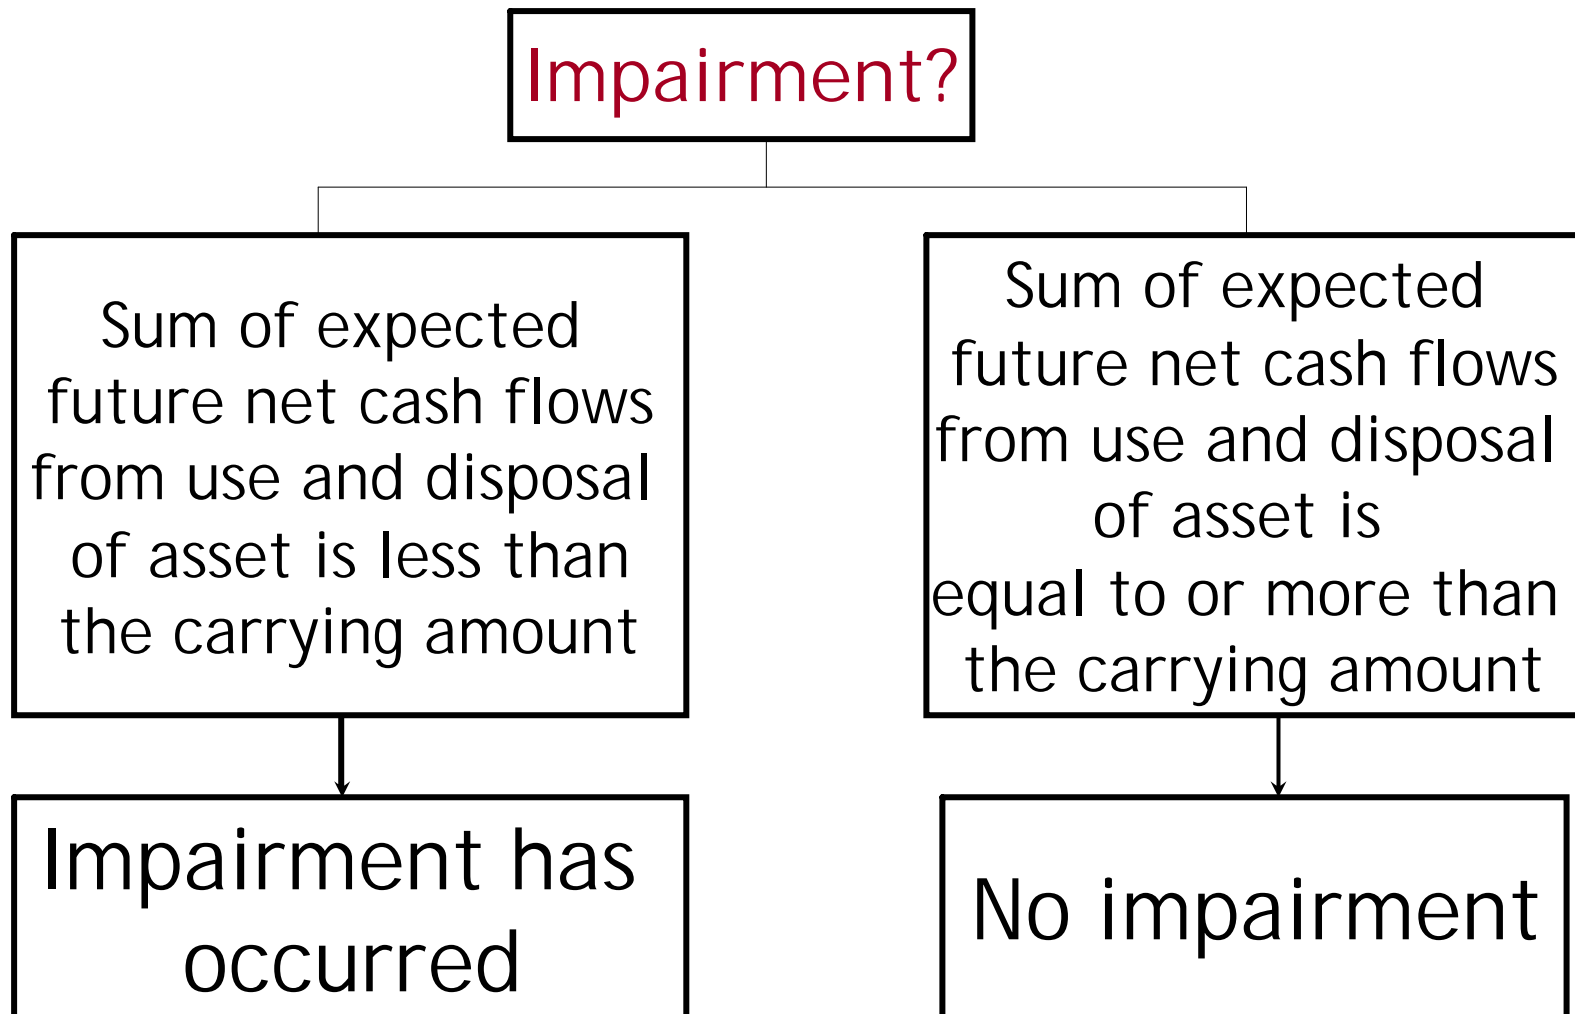 Impairment?
Sum of expected
future net cash flows
from use and disposal
of asset is less than
the carrying amount
Sum of expected
future net cash flows
from use and disposal
of asset is
equal to or more than
the carrying amount
Impairment has
occurred
No impairment